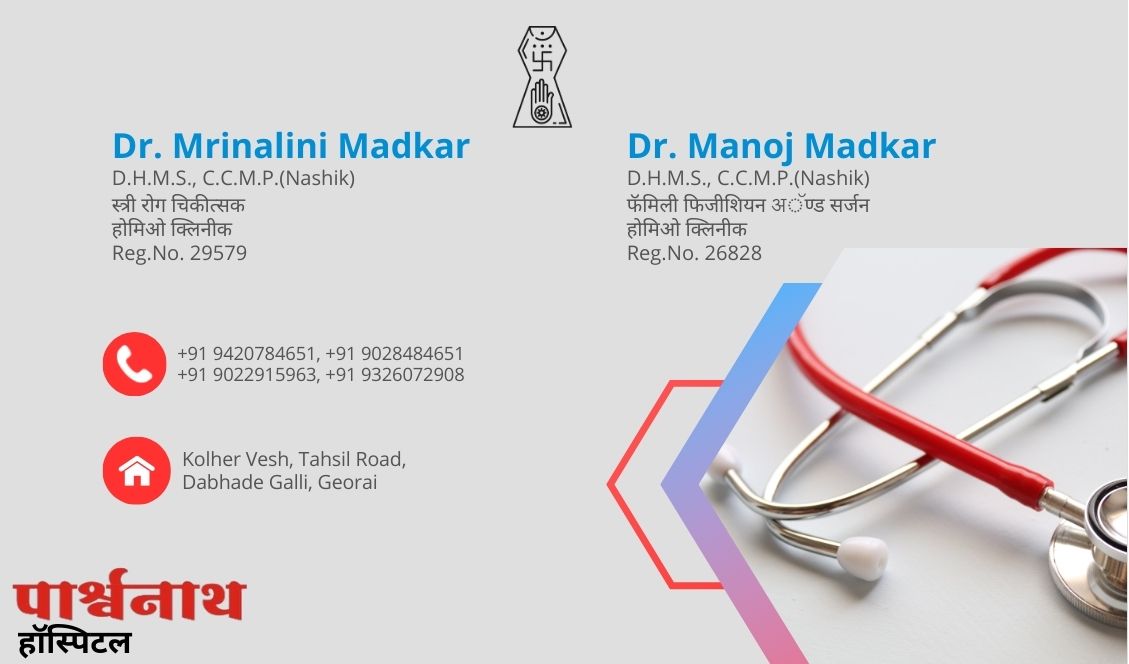 Dr. Mrinalini Madkar
D.H.M.S., C.C.M.P.(Nashik)
स्त्री रोग चिकीत्सक
होमिओ क्लिनीक
Reg.No. 29579
Dr. Manoj Madkar
D.H.M.S., C.C.M.P.(Nashik)
फॅमिली फिजीशियन अॅण्ड सर्जन
होमिओ क्लिनीक
Reg.No. 26828
+91 9420784651, +91 9028484651
+91 9022915963, +91 9326072908
Kolher Vesh, Tahsil Road,
Dabhade Galli, Georai
पार्श्वनाथ
हॉस्पिटल